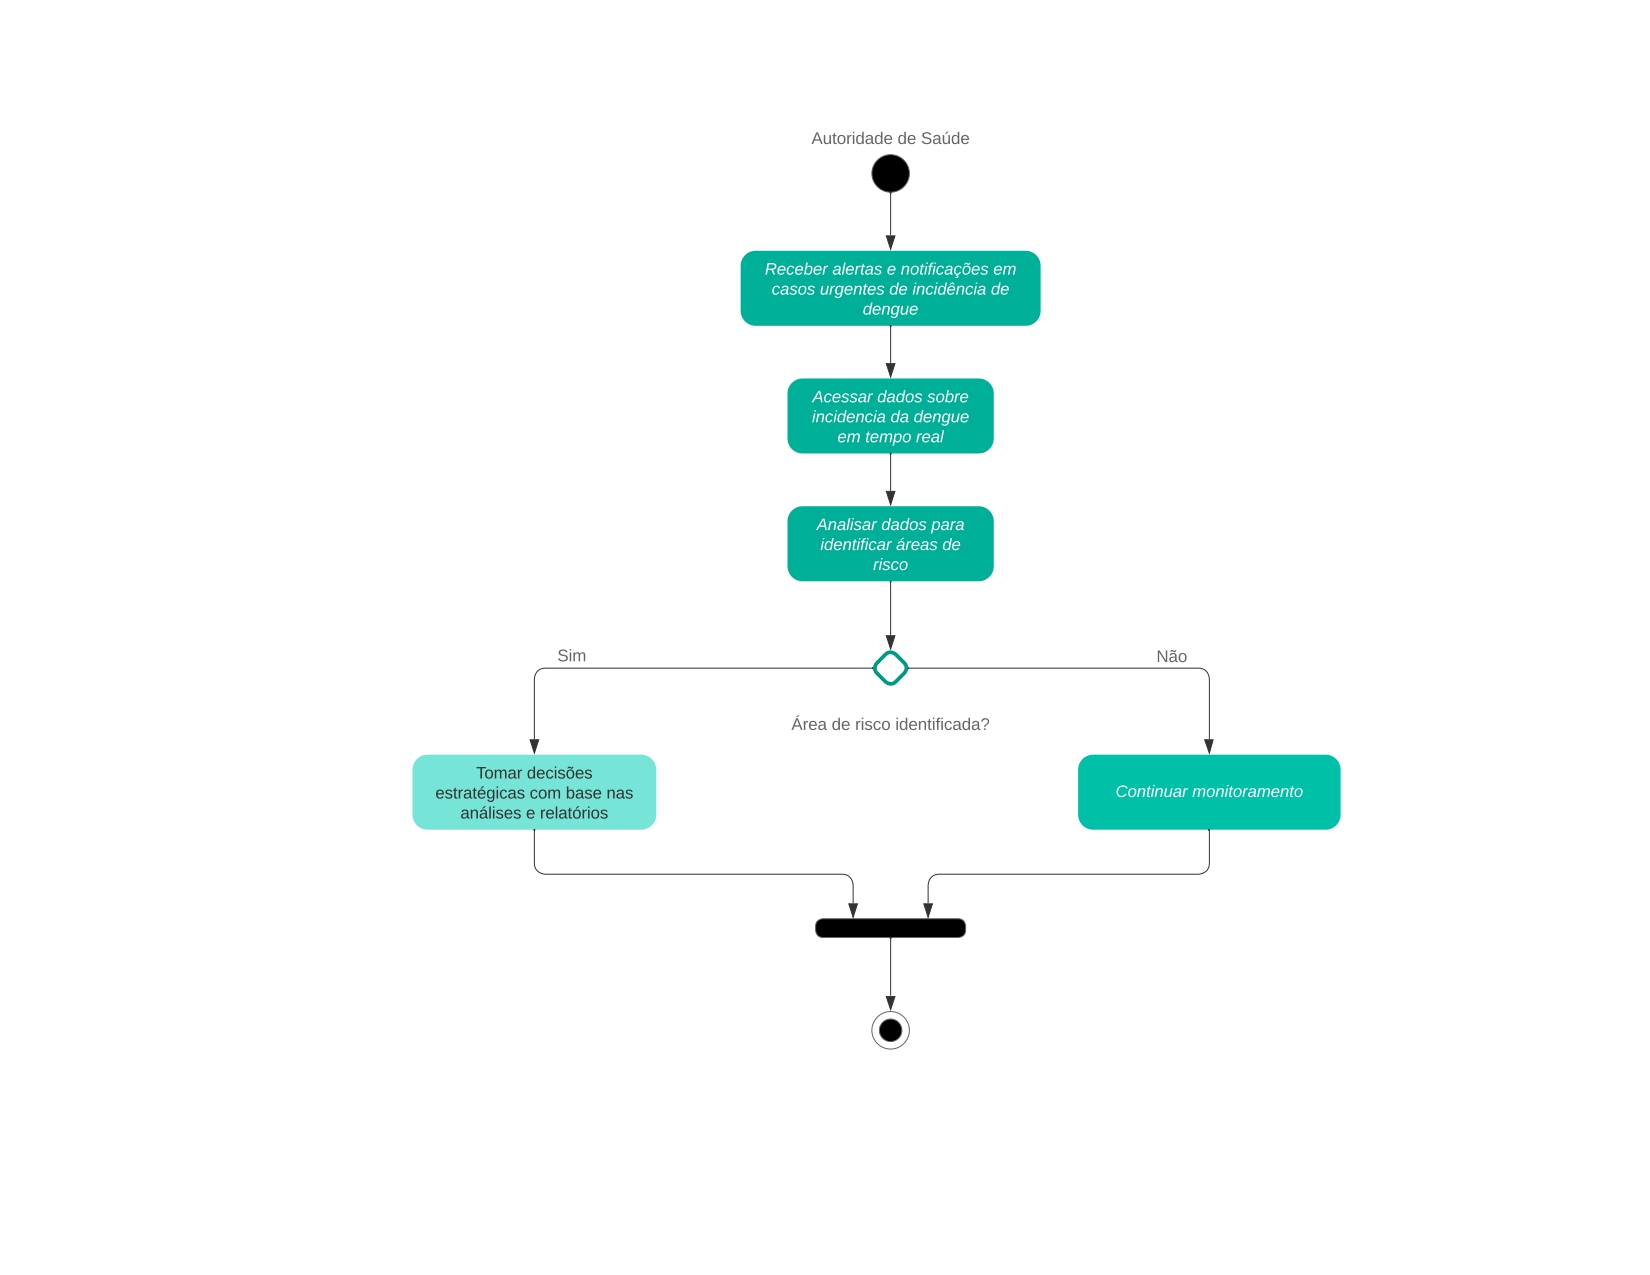 Autoridade de Saúde
Receber alertas e notificações em
casos urgentes de incidência de
dengue
Acessar dados sobre
incidencia da dengue
em tempo real
Analisar dados para
identificar áreas de
risco
Sim
Não
Área de risco identificada?
Tomar decisões
estratégicas com base nas
análises e relatórios
Continuar monitoramento